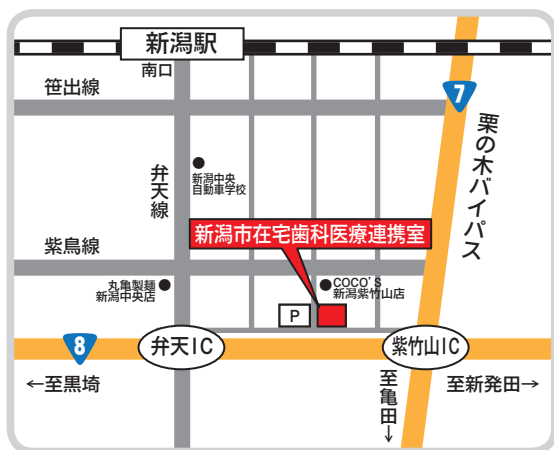 新潟駅
南口
笹出線
7
栗の木バイパス
弁天線
新潟中央
自動車学校
新潟市在宅歯科医療連携室
紫鳥線
丸亀製麺
新潟中央店
COCO'S
新潟紫竹山店
P
8
弁天IC
紫竹山IC
←至黒埼
至亀田→
至新発田→